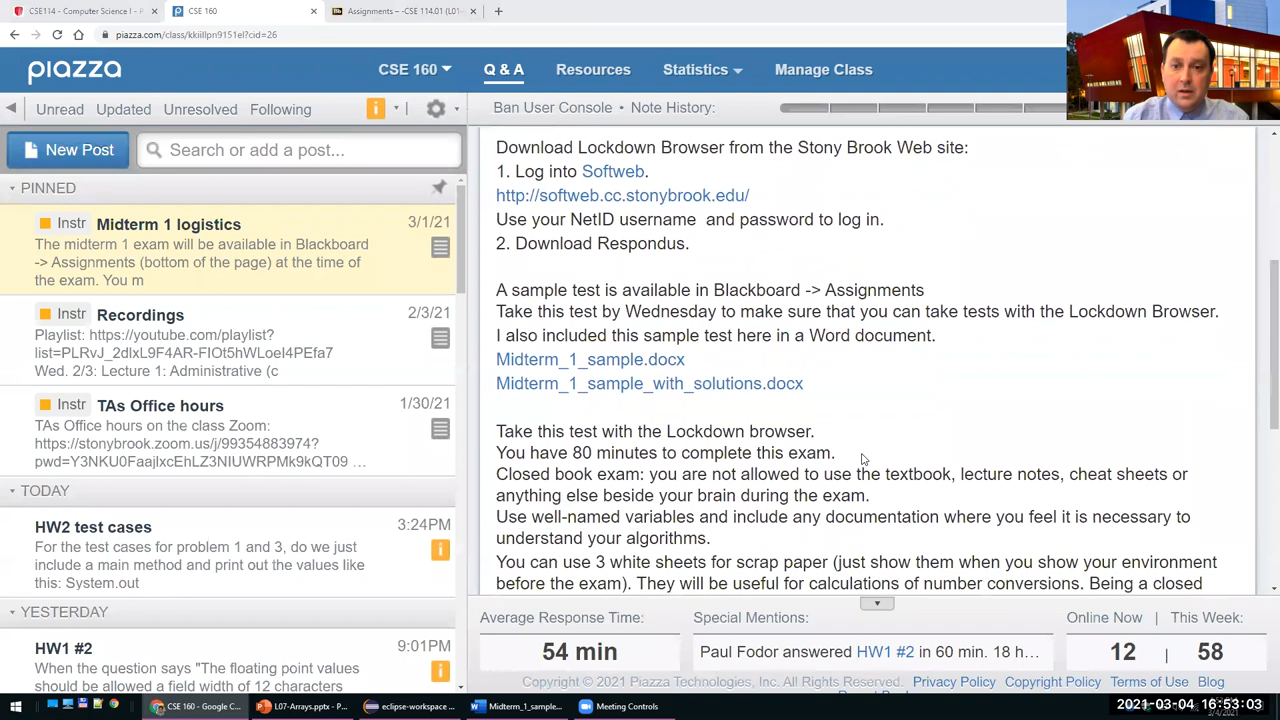 CSE114 - Computer Science I - P
CSE 160
Assignments – -CSE 114.01 (L01-
piazza.com/class/kkiillpn9151el?cid=26
piazza
CSE 160
Q & A
Resources
Statistics
Manage Class
Unread
Updated
Unresolved
Following
Ban User Console • Note History:
New Post
Search or add a post...
PINNED
Instr Midterm 1 logistics
3/1/21
The midterm 1 exam will be available in Blackboard
-> Assignments (bottom of the page) at the time of
the exam. You m
Instr Recordings
2/3/21
Playlist: https://youtube.com/playlist?
list=PLRvJ_2dlxL9F4AR-FIOt5hWLoeI4PEfa7
Wed. 2/3: Lecture 1: Administrative (c
Instr TAs Office hours
1/30/21
TAs Office hours on the class Zoom:
https://stonybrook.zoom.us/j/99354883974?
pwd=Y3NKU0FaajlxcEhLZ3NIUWRPMk9kQT09 ...
TODAY
HW2 test cases
3:24PM
For the test cases for problem 1 and 3, do we just
include a main method and print out the values like
this: System.out
YESTERDAY
HW1 #2
9:01PM
When the question says "The floating point values
should be allowed a field width of 12 characters
Download Lockdown Browser from the Stony Brook Web site:
1. Log into Softweb.
http://softweb.cc.stonybrook.edu/
Use your NetID username and password to log in.
2. Download Respondus.
A sample test is available in Blackboard -> Assignments
Take this test by Wednesday to make sure that you can take tests with the Lockdown Browser.
I also included this sample test here in a Word document.
Midterm_1_sample.docx
Midterm_1_sample_with_solutions.docx
Take this test with the Lockdown browser.
You have 80 minutes to complete this exam.
Closed book exam: you are not allowed to use the textbook, lecture notes, cheat sheets or
anything else beside your brain during the exam.
Use well-named variables and include any documentation where you feel it is necessary to
understand your algorithms.
You can use 3 white sheets for scrap paper (just show them when you show your environment
before the exam). They will be useful for calculations of number conversions. Being a closed
Average Response Time:
54 min
Special Mentions:
Paul Fodor answered HW1 #2 in 60 min. 18 h...
Online Now | This Week:
12 | 58
Copyright © 2021 Piazza Technologies, Inc. All Rights Reserved. Privacy Policy Copyright Policy Terms of Use Blog
CSE 160 - Google C...
L07-Arrays.pptx - P...
eclipse-workspace ...
Midterm_1_sample...
Meeting Controls
2021-03-04 16:53:03